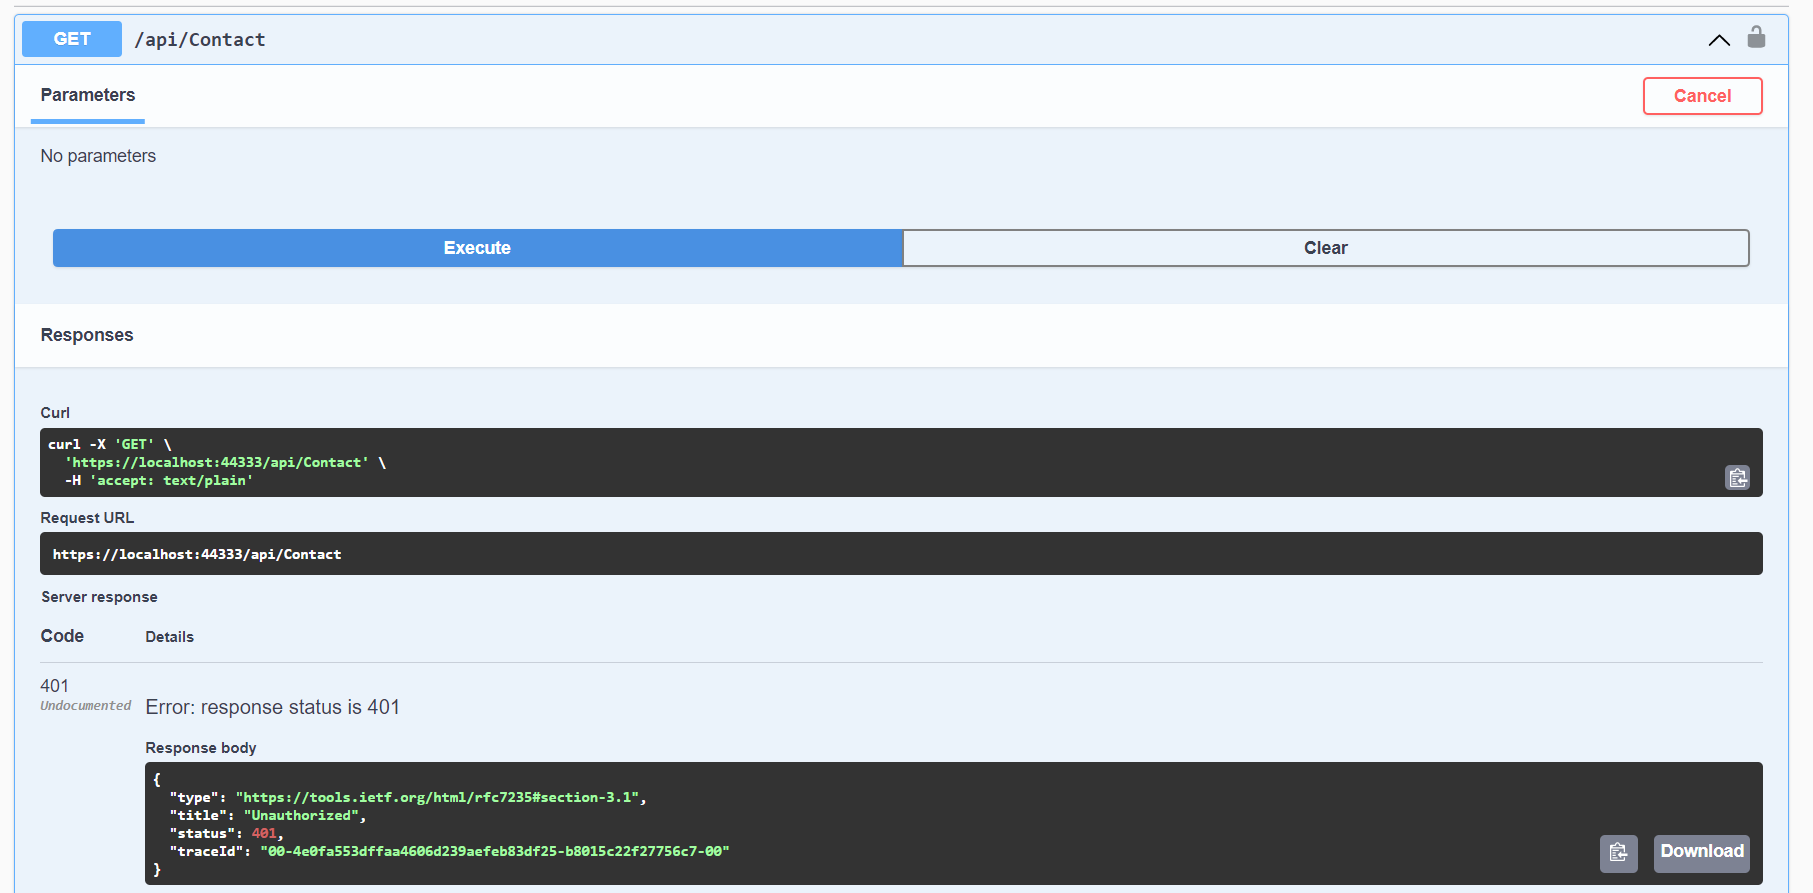 GET /api/Contact
Parameters
Cancel
No parameters
Execute
Clear
Responses
Curl
curl -X 'GET' \
'https://localhost:44333/api/Contact' \
-H 'accept: text/plain'
Request URL
https://localhost:44333/api/Contact
Server response
Code Details
401
Undocumented
Error: response status is 401
Response body
{
"type": "https://tools.ietf.org/html/rfc7235#section-3.1",
"title": "Unauthorized",
"status": 401,
"traceId": "00-4e0fa553dffaa4606d239aefeb83df25-b8015c22f27756c7-00"
}
Download